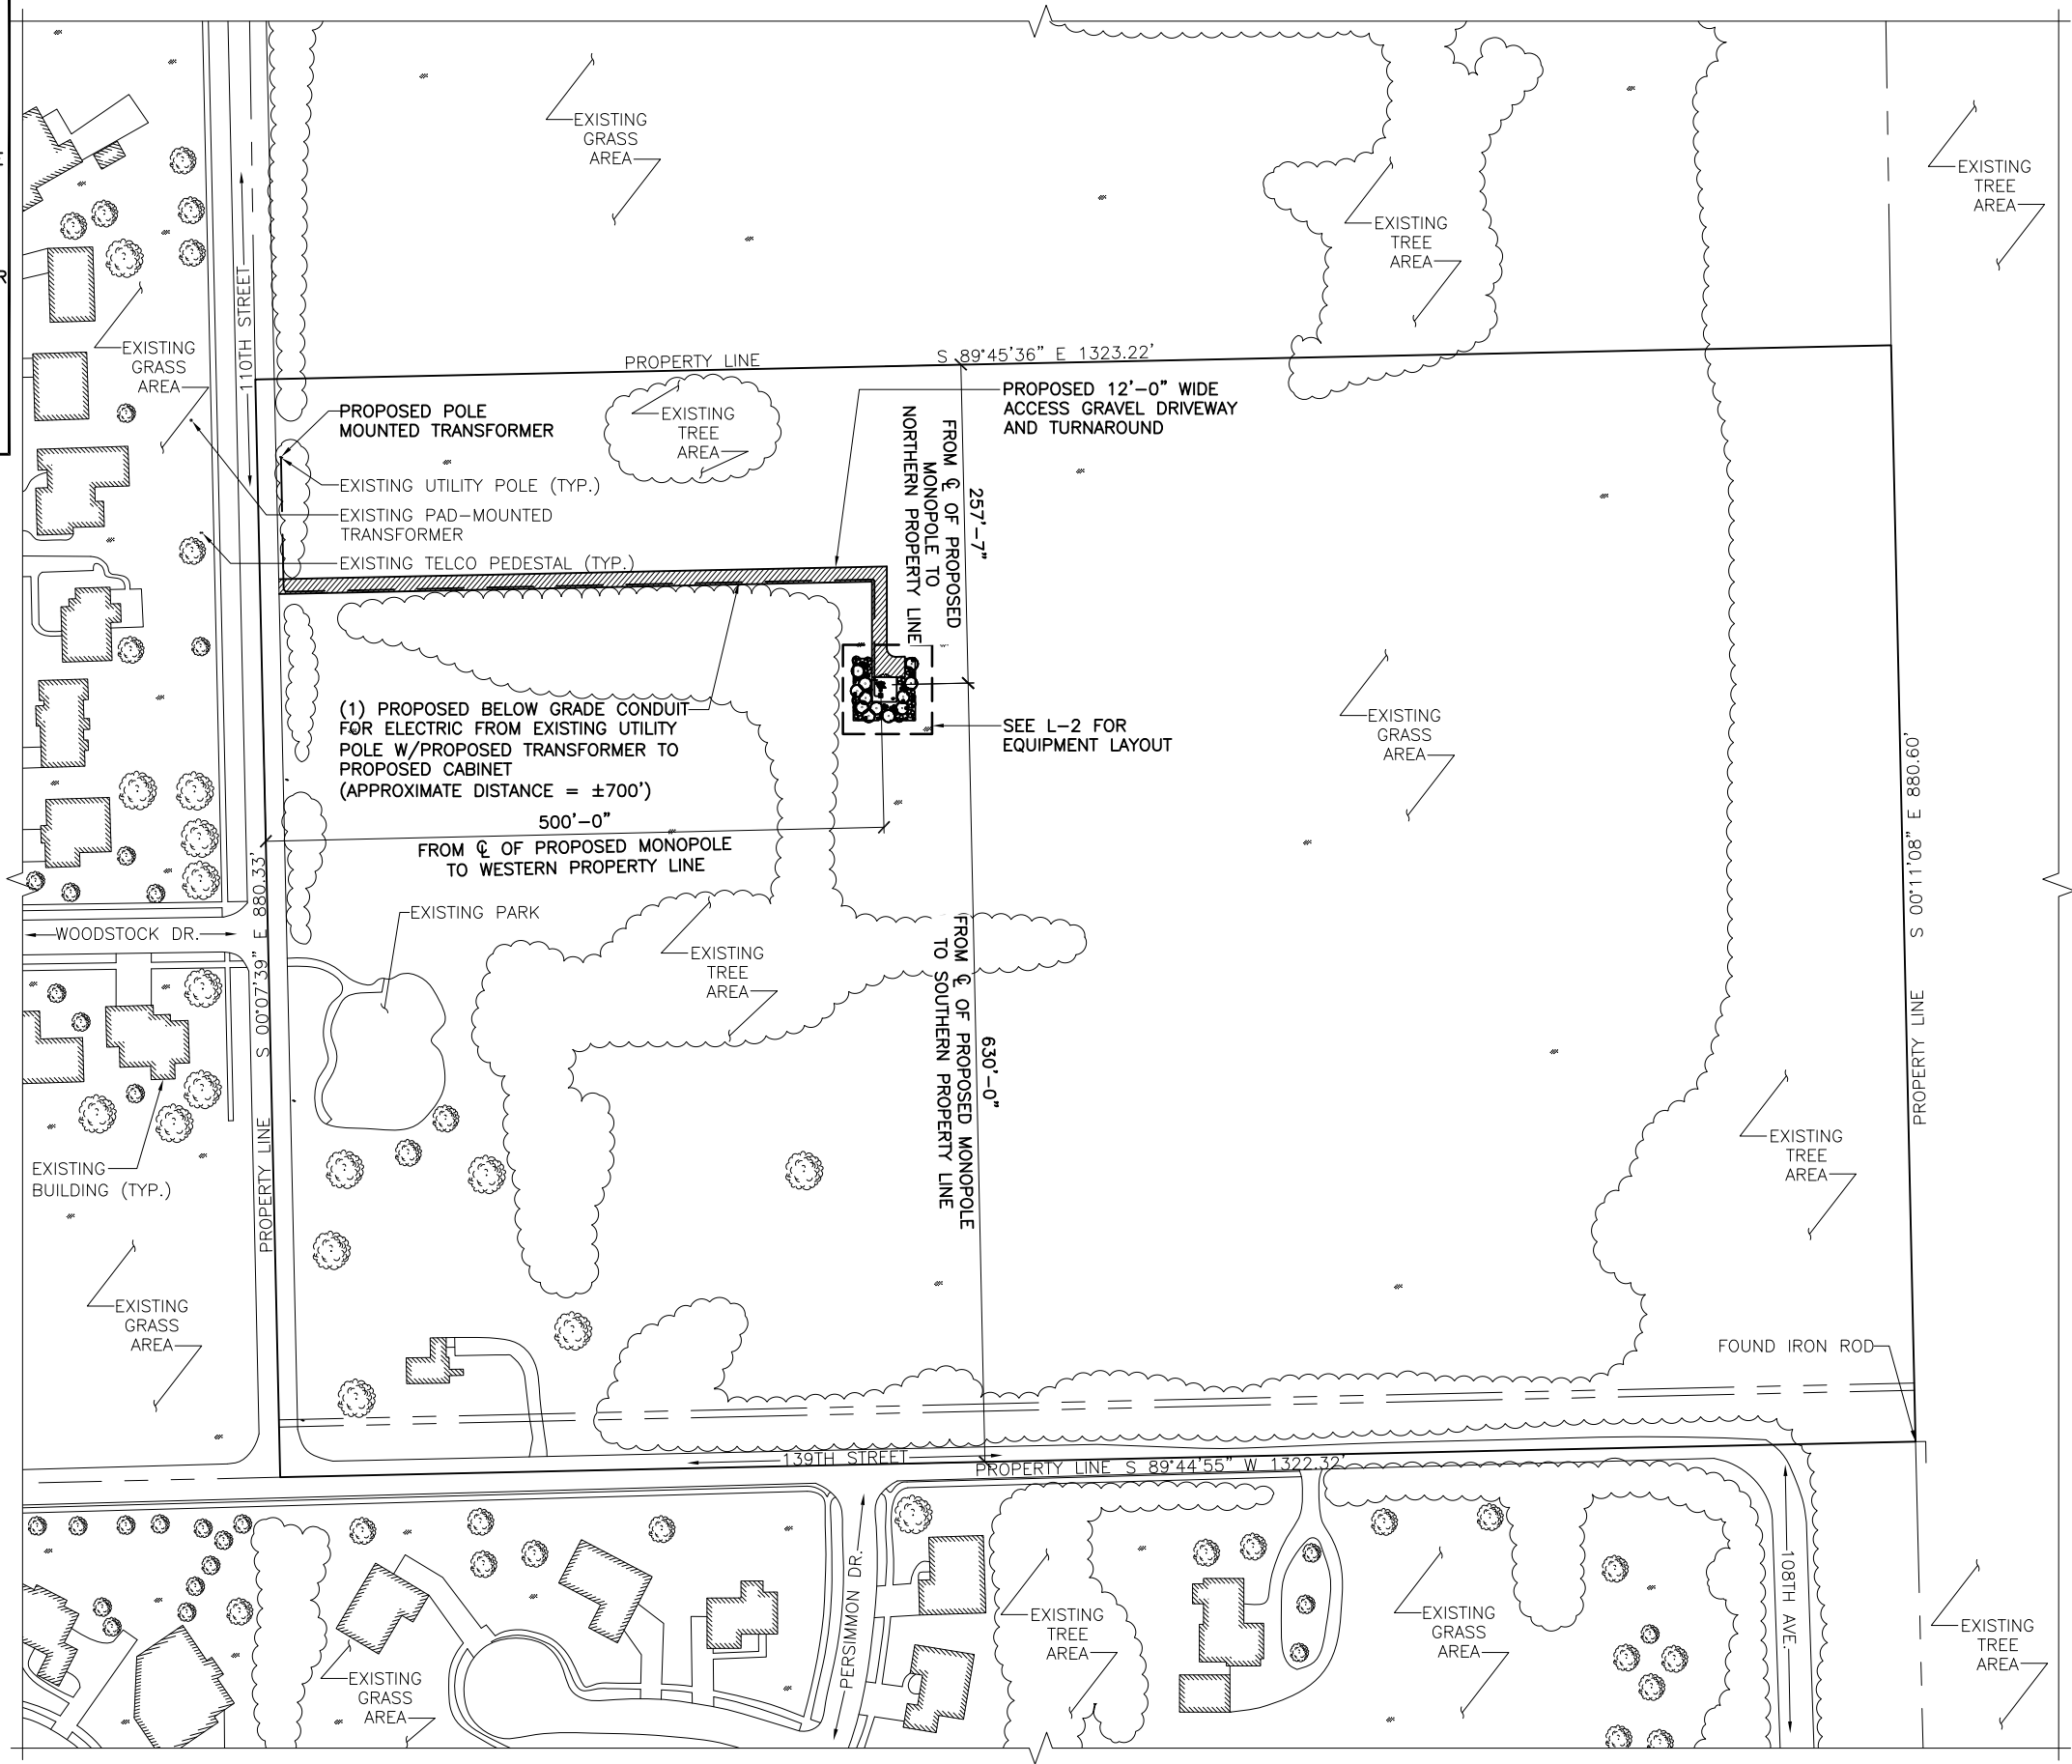 EXISTING
GRASS
AREA
EXISTING
TREE
AREA
EXISTING
TREE
AREA
110TH STREET
EXISTING
GRASS
AREA
PROPERTY LINE
S 89°45'36" E 1323.22'
PROPOSED POLE
MOUNTED TRANSFORMER
EXISTING UTILITY POLE (TYP.)
EXISTING PAD-MOUNTED
TRANSFORMER
EXISTING TELCO PEDESTAL (TYP.)
EXISTING
TREE
AREA
PROPOSED 12'-0" WIDE
ACCESS GRAVEL DRIVEWAY
AND TURNAROUND
257'-7"
FROM ℄ OF PROPOSED
MONOPOLE TO
NORTHERN PROPERTY LINE
(1) PROPOSED BELOW GRADE CONDUIT
FOR ELECTRIC FROM EXISTING UTILITY
POLE W/PROPOSED TRANSFORMER TO
PROPOSED CABINET
(APPROXIMATE DISTANCE = ±700')
SEE L-2 FOR
EQUIPMENT LAYOUT
EXISTING
GRASS
AREA
500'-0"
FROM ℄ OF PROPOSED MONOPOLE
TO WESTERN PROPERTY LINE
PROPERTY LINE S 00°11'08" E 880.60'
PROPERTY LINE S 00°07'39" E 880.33'
WOODSTOCK DR.
EXISTING PARK
EXISTING
TREE
AREA
630'-0"
FROM ℄ OF PROPOSED MONOPOLE
TO SOUTHERN PROPERTY LINE
EXISTING
BUILDING (TYP.)
EXISTING
TREE
AREA
EXISTING
GRASS
AREA
FOUND IRON ROD
139TH STREET
PROPERTY LINE S 89°44'55" W 1322.32'
PERSIMMON DR.
108TH AVE.
EXISTING
GRASS
AREA
EXISTING
TREE
AREA
EXISTING
GRASS
AREA
EXISTING
TREE
AREA